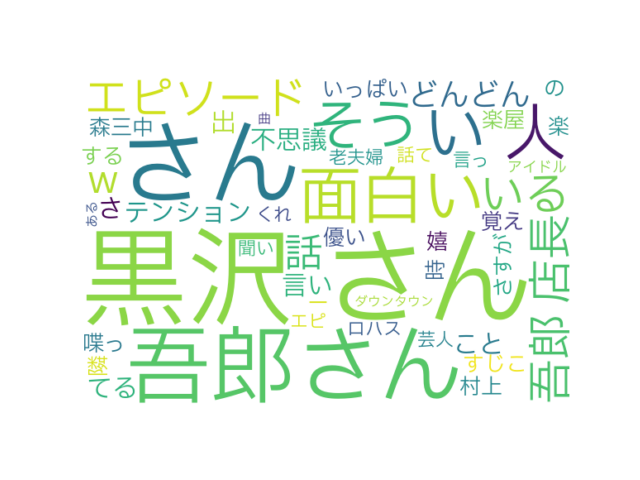 エピソード
いっぱい
どんどん
の
森三中
出
そう
い
人
楽屋
楽
する
さん
不思議
老夫婦
話て
言っ
アイドル
曲
w
面白い
い
る
ある
さ
テンション
くれ
覚え
黒沢
さん
話
聞い
優い
嬉
時
さすが
店長
言い
一
ダウンタウン
エピ
ロハス
芸人
こと
吾郎
さん
喋っ
てる
すじこ
村上
吾郎